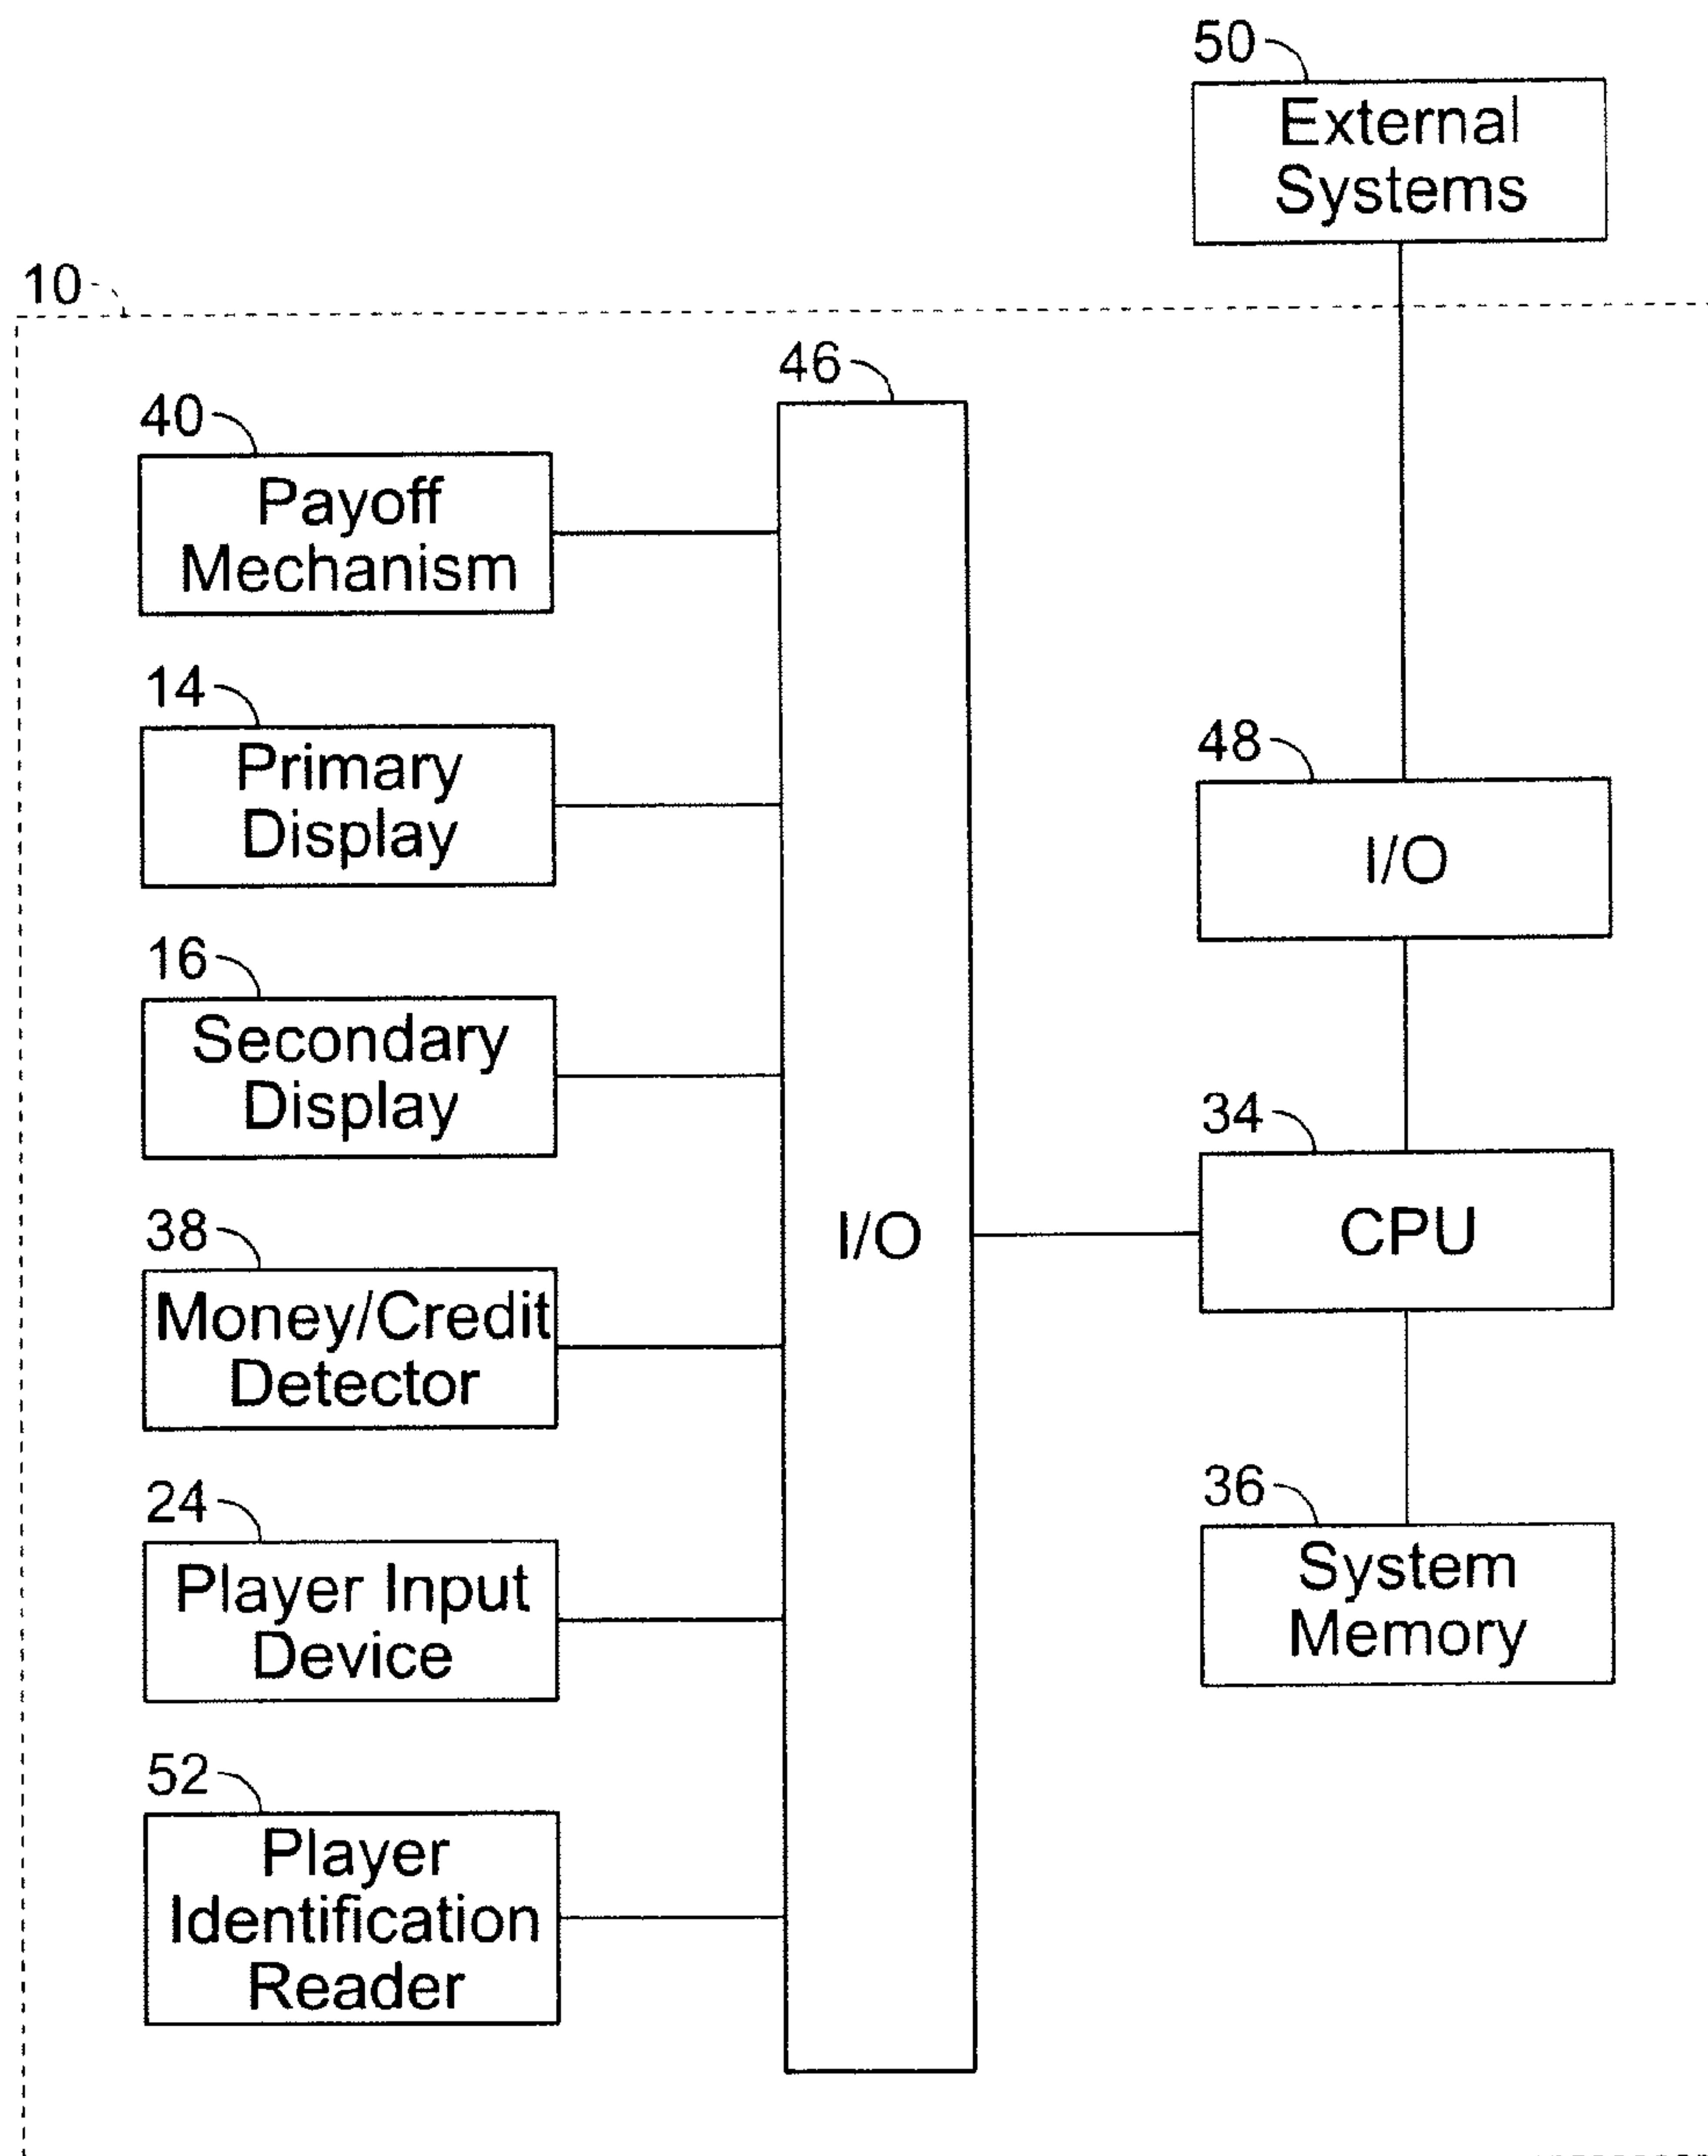 50
External
Systems
10
46
40
Payoff
Mechanism
14
Primary
Display
48
I/O
16
Secondary
Display
34
CPU
38
Money/Credit
Detector
I/O
24
Player Input
Device
36
System
Memory
52
Player
Identification
Reader